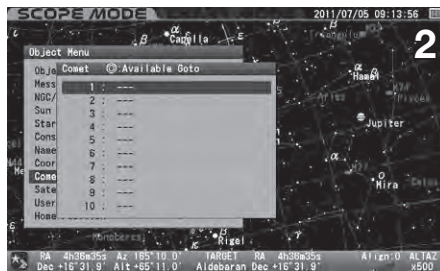 SCOPE MODE 2011/07/05 09:13:56
2
α
Capella
β
ε
Hamal
Object Menu
Obje
Comet ◎:Available Goto
Mess
NGC/
Sun
Star
Cons
Name
Coor
Come
Sate
User
Home
1 : ---
2 : ---
3 : ---
4 : ---
5 : ---
6 : ---
7 : ---
8 : ---
9 : ---
10 : ---
Aries
Jupiter
α
Mira
β
Rigel
RA 4h36m35s Az 165°10.0' TARGET RA 4h36m35s Align:0 ALTAZ
Dec +16°31.9' Alt +65°11.0' Aldebaran Dec +16°31.9' x500